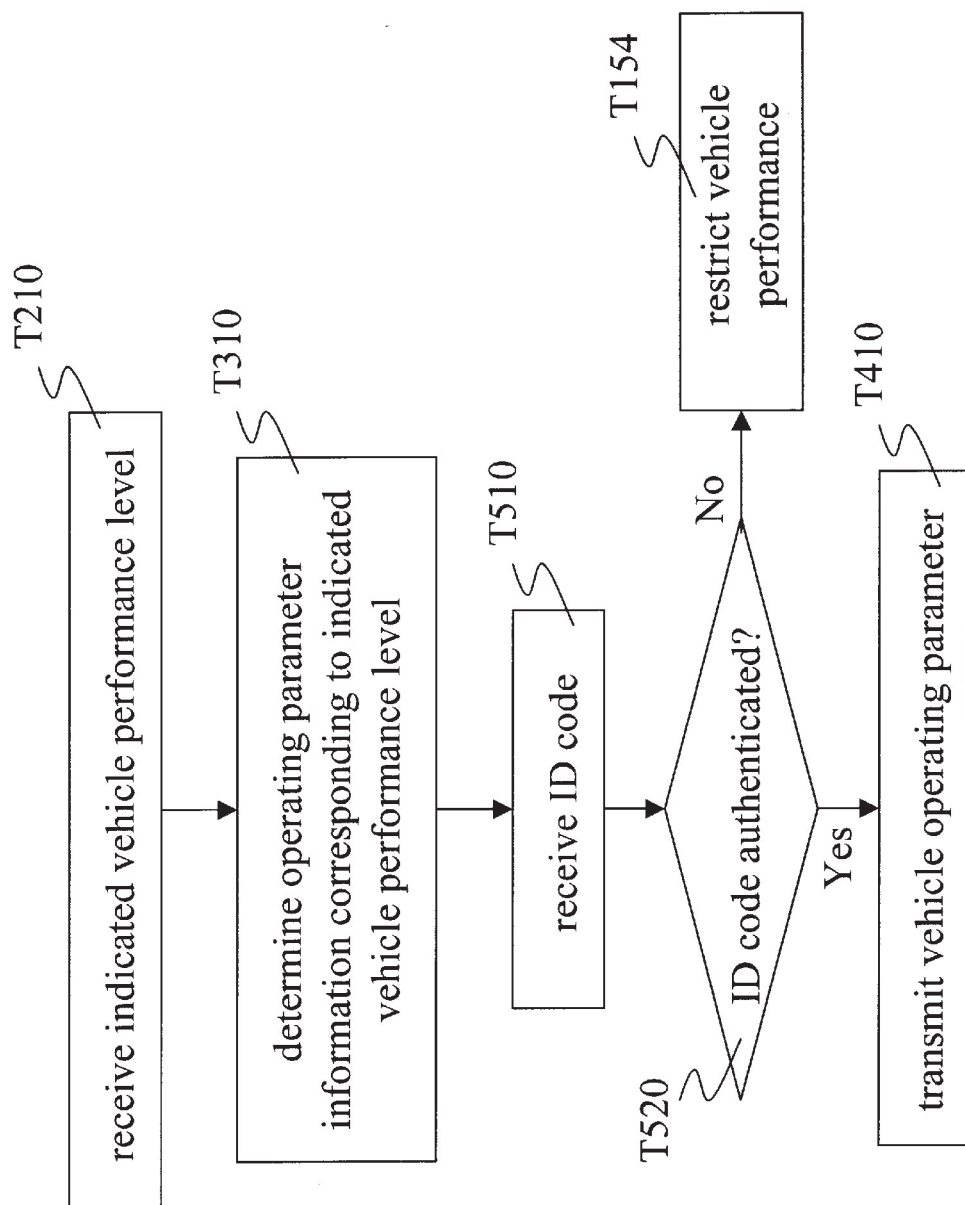 T210
receive indicated vehicle performance level
T310
determine operating parameter
information corresponding to indicated
vehicle performance level
T510
receive ID code
T520
ID code authenticated?
No
T154
restrict vehicle
performance
Yes
T410
transmit vehicle operating parameter